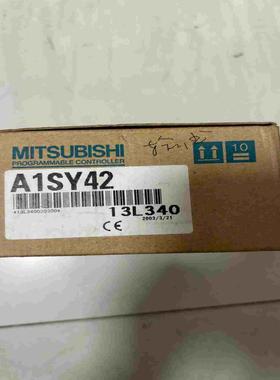 MITSUBISHI
PROGRAMMABLE CONTROLLER
10
A1SY42
13L340
2003/3/21
CE